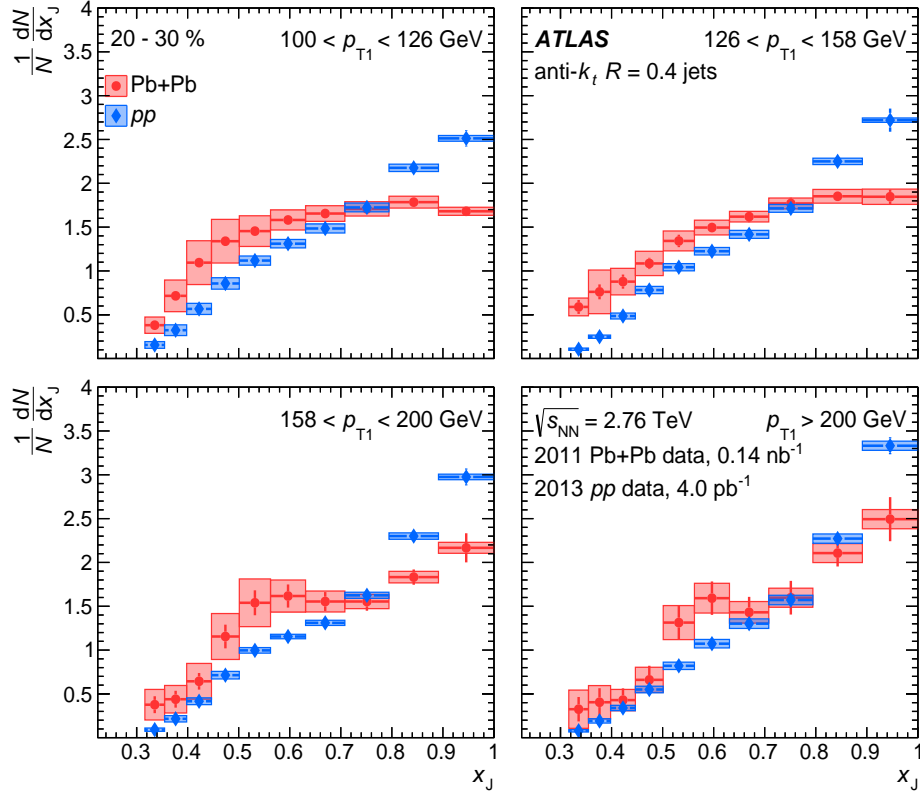 1/N dN/dx_J
20 - 30 %
100 < p_T1 < 126 GeV
Pb+Pb
pp
4
3.5
3
2.5
2
1.5
1
0.5
ATLAS
126 < p_T1 < 158 GeV
anti-k_t R = 0.4 jets
1/N dN/dx_J
158 < p_T1 < 200 GeV
4
3.5
3
2.5
2
1.5
1
0.5
0.3 0.4 0.5 0.6 0.7 0.8 0.9 1
x_J
√s_NN = 2.76 TeV
p_T1 > 200 GeV
2011 Pb+Pb data, 0.14 nb⁻¹
2013 pp data, 4.0 pb⁻¹
0.3 0.4 0.5 0.6 0.7 0.8 0.9 1
x_J